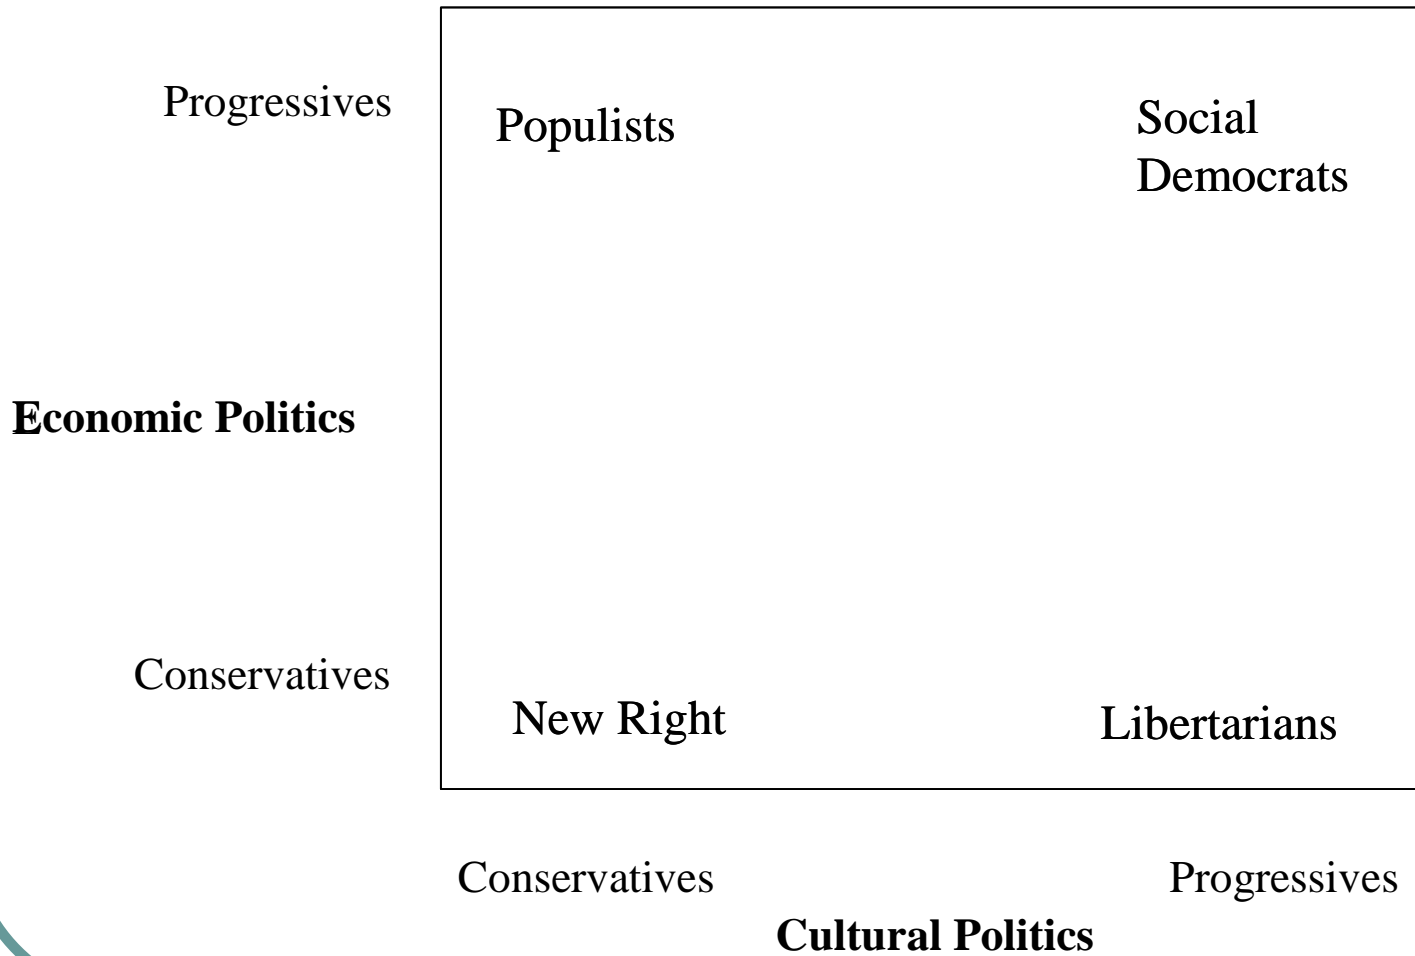 Progressives
Populists
Social
Democrats
Economic Politics
Conservatives
New Right
Libertarians
Conservatives
Progressives
Cultural Politics